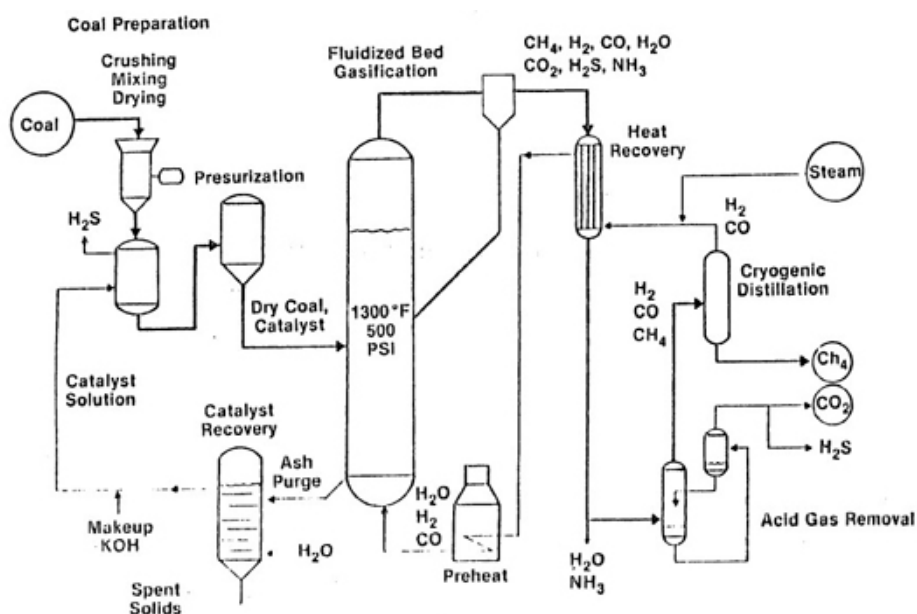 Coal Preparation
Crushing
Mixing
Drying
Coal
Presurization
H₂S
Dry Coal,
Catalyst
Catalyst
Solution
Makeup
KOH
Catalyst
Recovery
Ash
Purge
H₂O
Spent
Solids
Fluidized Bed
Gasification
1300°F
500
PSI
H₂O
H₂
CO
Preheat
CH₄, H₂, CO, H₂O
CO₂, H₂S, NH₃
Heat
Recovery
Steam
H₂
CO
Cryogenic
Distillation
H₂
CO
CH₄
Ch₄
CO₂
H₂S
Acid Gas Removal
H₂O
NH₃